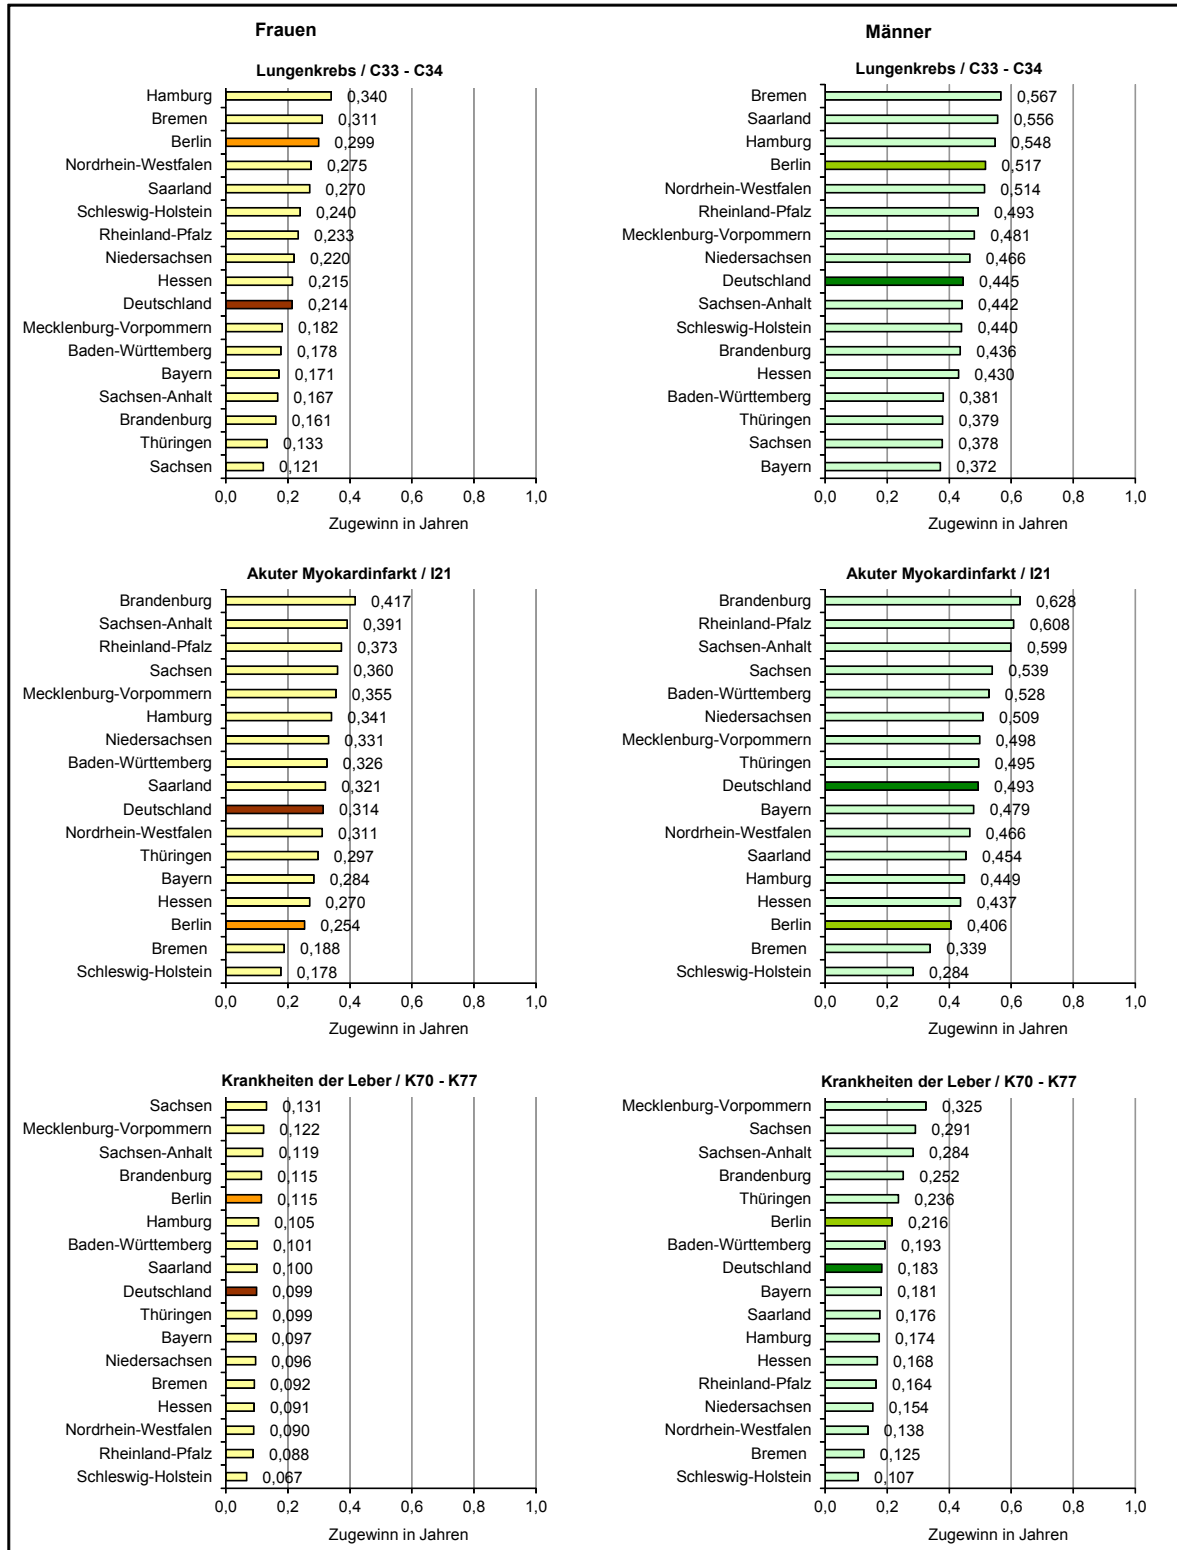 Frauen
Lungenkrebs / C33 - C34
Hamburg 0,340
Bremen 0,311
Berlin 0,299
Nordrhein-Westfalen 0,275
Saarland 0,270
Schleswig-Holstein 0,240
Rheinland-Pfalz 0,233
Niedersachsen 0,220
Hessen 0,215
Deutschland 0,214
Mecklenburg-Vorpommern 0,182
Baden-Württemberg 0,178
Bayern 0,171
Sachsen-Anhalt 0,167
Brandenburg 0,161
Thüringen 0,133
Sachsen 0,121
0,0 0,2 0,4 0,6 0,8 1,0
Zugewinn in Jahren
Akuter Myokardinfarkt / I21
Brandenburg 0,417
Sachsen-Anhalt 0,391
Rheinland-Pfalz 0,373
Sachsen 0,360
Mecklenburg-Vorpommern 0,355
Hamburg 0,341
Niedersachsen 0,331
Baden-Württemberg 0,326
Saarland 0,321
Deutschland 0,314
Nordrhein-Westfalen 0,311
Thüringen 0,297
Bayern 0,284
Hessen 0,270
Berlin 0,254
Bremen 0,188
Schleswig-Holstein 0,178
0,0 0,2 0,4 0,6 0,8 1,0
Zugewinn in Jahren
Krankheiten der Leber / K70 - K77
Sachsen 0,131
Mecklenburg-Vorpommern 0,122
Sachsen-Anhalt 0,119
Brandenburg 0,115
Berlin 0,115
Hamburg 0,105
Baden-Württemberg 0,101
Saarland 0,100
Deutschland 0,099
Thüringen 0,099
Bayern 0,097
Niedersachsen 0,096
Bremen 0,092
Hessen 0,091
Nordrhein-Westfalen 0,090
Rheinland-Pfalz 0,088
Schleswig-Holstein 0,067
0,0 0,2 0,4 0,6 0,8 1,0
Zugewinn in Jahren
Männer
Lungenkrebs / C33 - C34
Bremen 0,567
Saarland 0,556
Hamburg 0,548
Berlin 0,517
Nordrhein-Westfalen 0,514
Rheinland-Pfalz 0,493
Mecklenburg-Vorpommern 0,481
Niedersachsen 0,466
Deutschland 0,445
Sachsen-Anhalt 0,442
Schleswig-Holstein 0,440
Brandenburg 0,436
Hessen 0,430
Baden-Württemberg 0,381
Thüringen 0,379
Sachsen 0,378
Bayern 0,372
0,0 0,2 0,4 0,6 0,8 1,0
Zugewinn in Jahren
Akuter Myokardinfarkt / I21
Brandenburg 0,628
Rheinland-Pfalz 0,608
Sachsen-Anhalt 0,599
Sachsen 0,539
Baden-Württemberg 0,528
Niedersachsen 0,509
Mecklenburg-Vorpommern 0,498
Thüringen 0,495
Deutschland 0,493
Bayern 0,479
Nordrhein-Westfalen 0,466
Saarland 0,454
Hamburg 0,449
Hessen 0,437
Berlin 0,406
Bremen 0,339
Schleswig-Holstein 0,284
0,0 0,2 0,4 0,6 0,8 1,0
Zugewinn in Jahren
Krankheiten der Leber / K70 - K77
Mecklenburg-Vorpommern 0,325
Sachsen 0,291
Sachsen-Anhalt 0,284
Brandenburg 0,252
Thüringen 0,236
Berlin 0,216
Baden-Württemberg 0,193
Deutschland 0,183
Bayern 0,181
Saarland 0,176
Hamburg 0,174
Hessen 0,168
Rheinland-Pfalz 0,164
Niedersachsen 0,154
Nordrhein-Westfalen 0,138
Bremen 0,125
Schleswig-Holstein 0,107
0,0 0,2 0,4 0,6 0,8 1,0
Zugewinn in Jahren